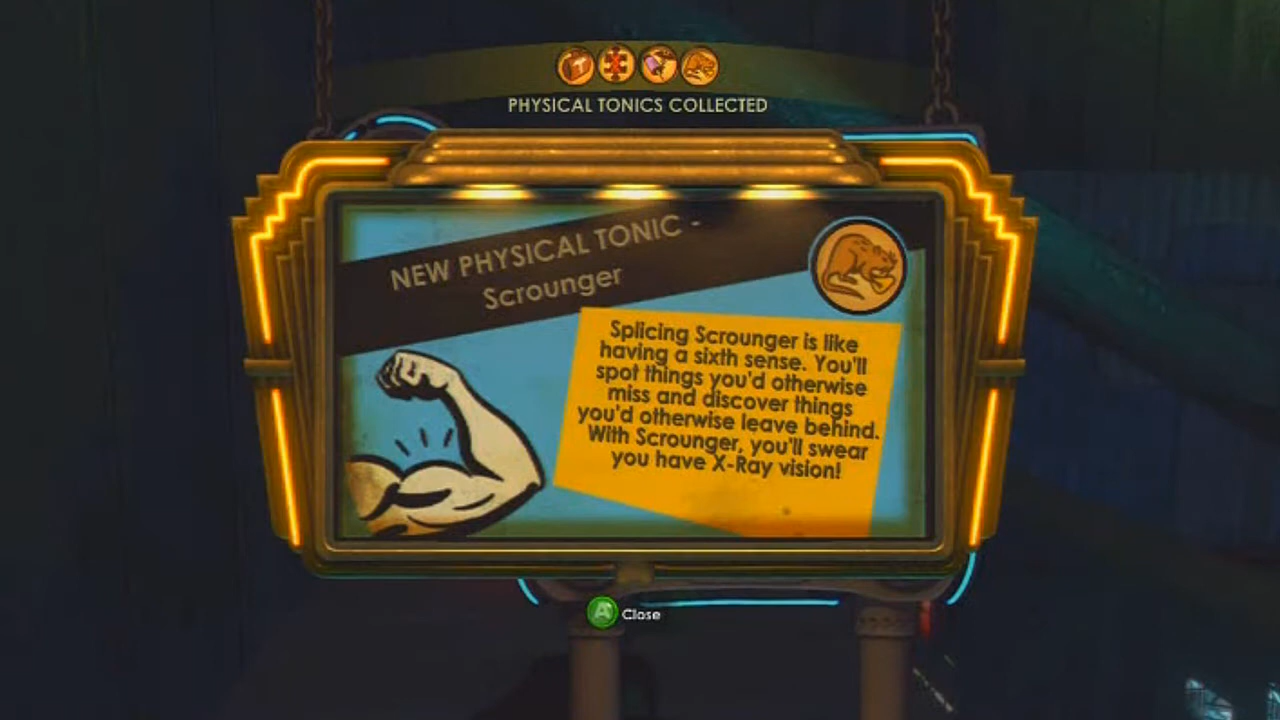 PHYSICAL TONICS COLLECTED
NEW PHYSICAL TONIC -
Scrounger
Splicing Scrounger is like
having a sixth sense. You'll
spot things you'd otherwise
miss and discover things
you'd otherwise leave behind.
With Scrounger, you'll swear
you have X-Ray vision!
A Close